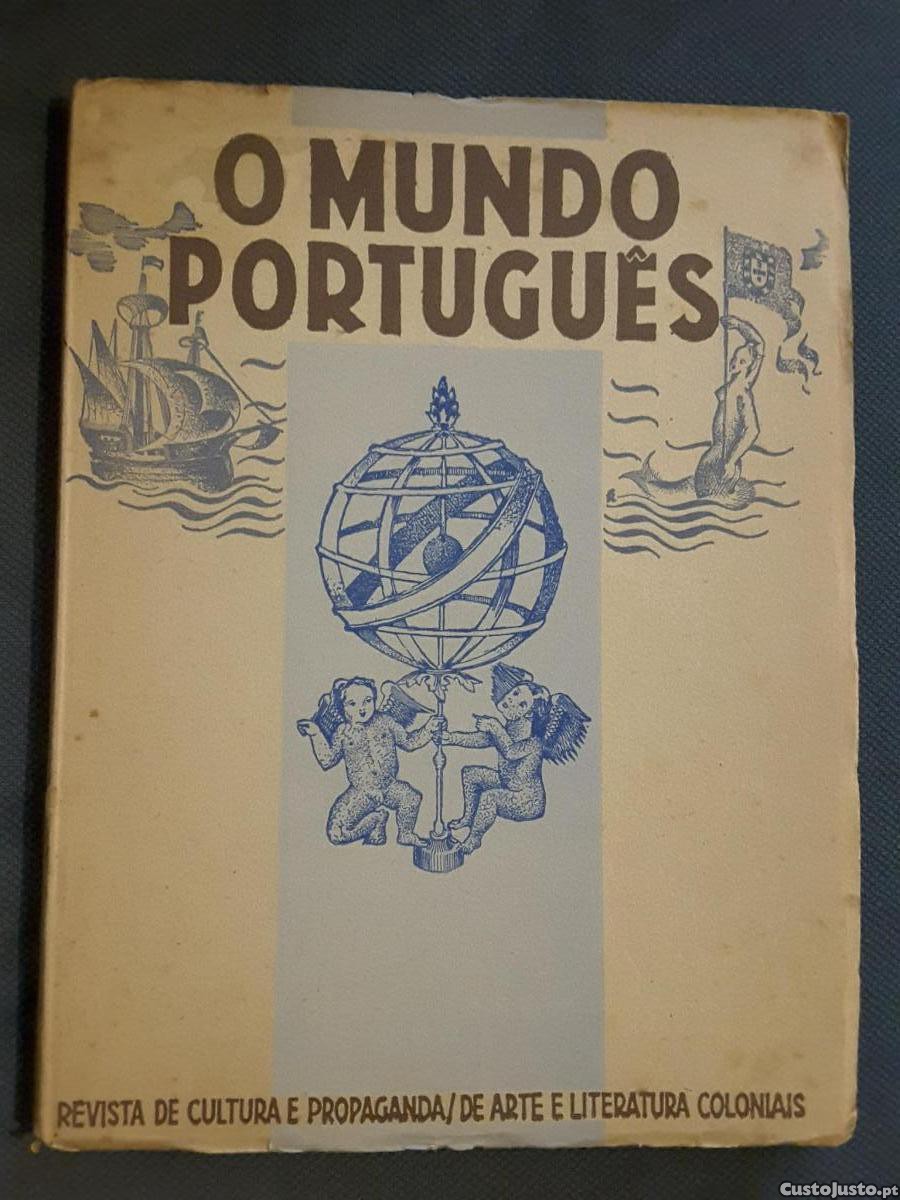 O MUNDO
PORTUGUÊS
REVISTA DE CULTURA E PROPAGANDA/DE ARTE E LITERATURA COLONIAIS
CustoJusto.pt